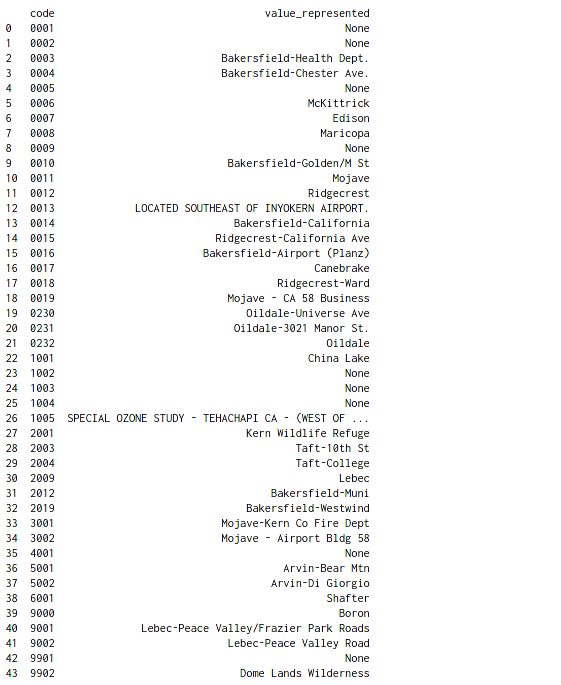 code value_represented
0 0001 None
1 0002 None
2 0003 Bakersfield-Health Dept.
3 0004 Bakersfield-Chester Ave.
4 0005 None
5 0006 McKittrick
6 0007 Edison
7 0008 Maricopa
8 0009 None
9 0010 Bakersfield-Golden/M St
10 0011 Mojave
11 0012 Ridgecrest
12 0013 LOCATED SOUTHEAST OF INYOKERN AIRPORT.
13 0014 Bakersfield-California
14 0015 Ridgecrest-California Ave
15 0016 Bakersfield-Airport (Planz)
16 0017 Canebrake
17 0018 Ridgecrest-Ward
18 0019 Mojave - CA 58 Business
19 0230 Oildale-Universe Ave
20 0231 Oildale-3021 Manor St.
21 0232 Oildale
22 1001 China Lake
23 1002 None
24 1003 None
25 1004 None
26 1005 SPECIAL OZONE STUDY - TEHACHAPI CA - (WEST OF ...
27 2001 Kern Wildlife Refuge
28 2003 Taft-10th St
29 2004 Taft-College
30 2009 Lebec
31 2012 Bakersfield-Muni
32 2019 Bakersfield-Westwind
33 3001 Mojave-Kern Co Fire Dept
34 3002 Mojave - Airport Bldg 58
35 4001 None
36 5001 Arvin-Bear Mtn
37 5002 Arvin-Di Giorgio
38 6001 Shafter
39 9000 Boron
40 9001 Lebec-Peace Valley/Frazier Park Roads
41 9002 Lebec-Peace Valley Road
42 9901 None
43 9902 Dome Lands Wilderness